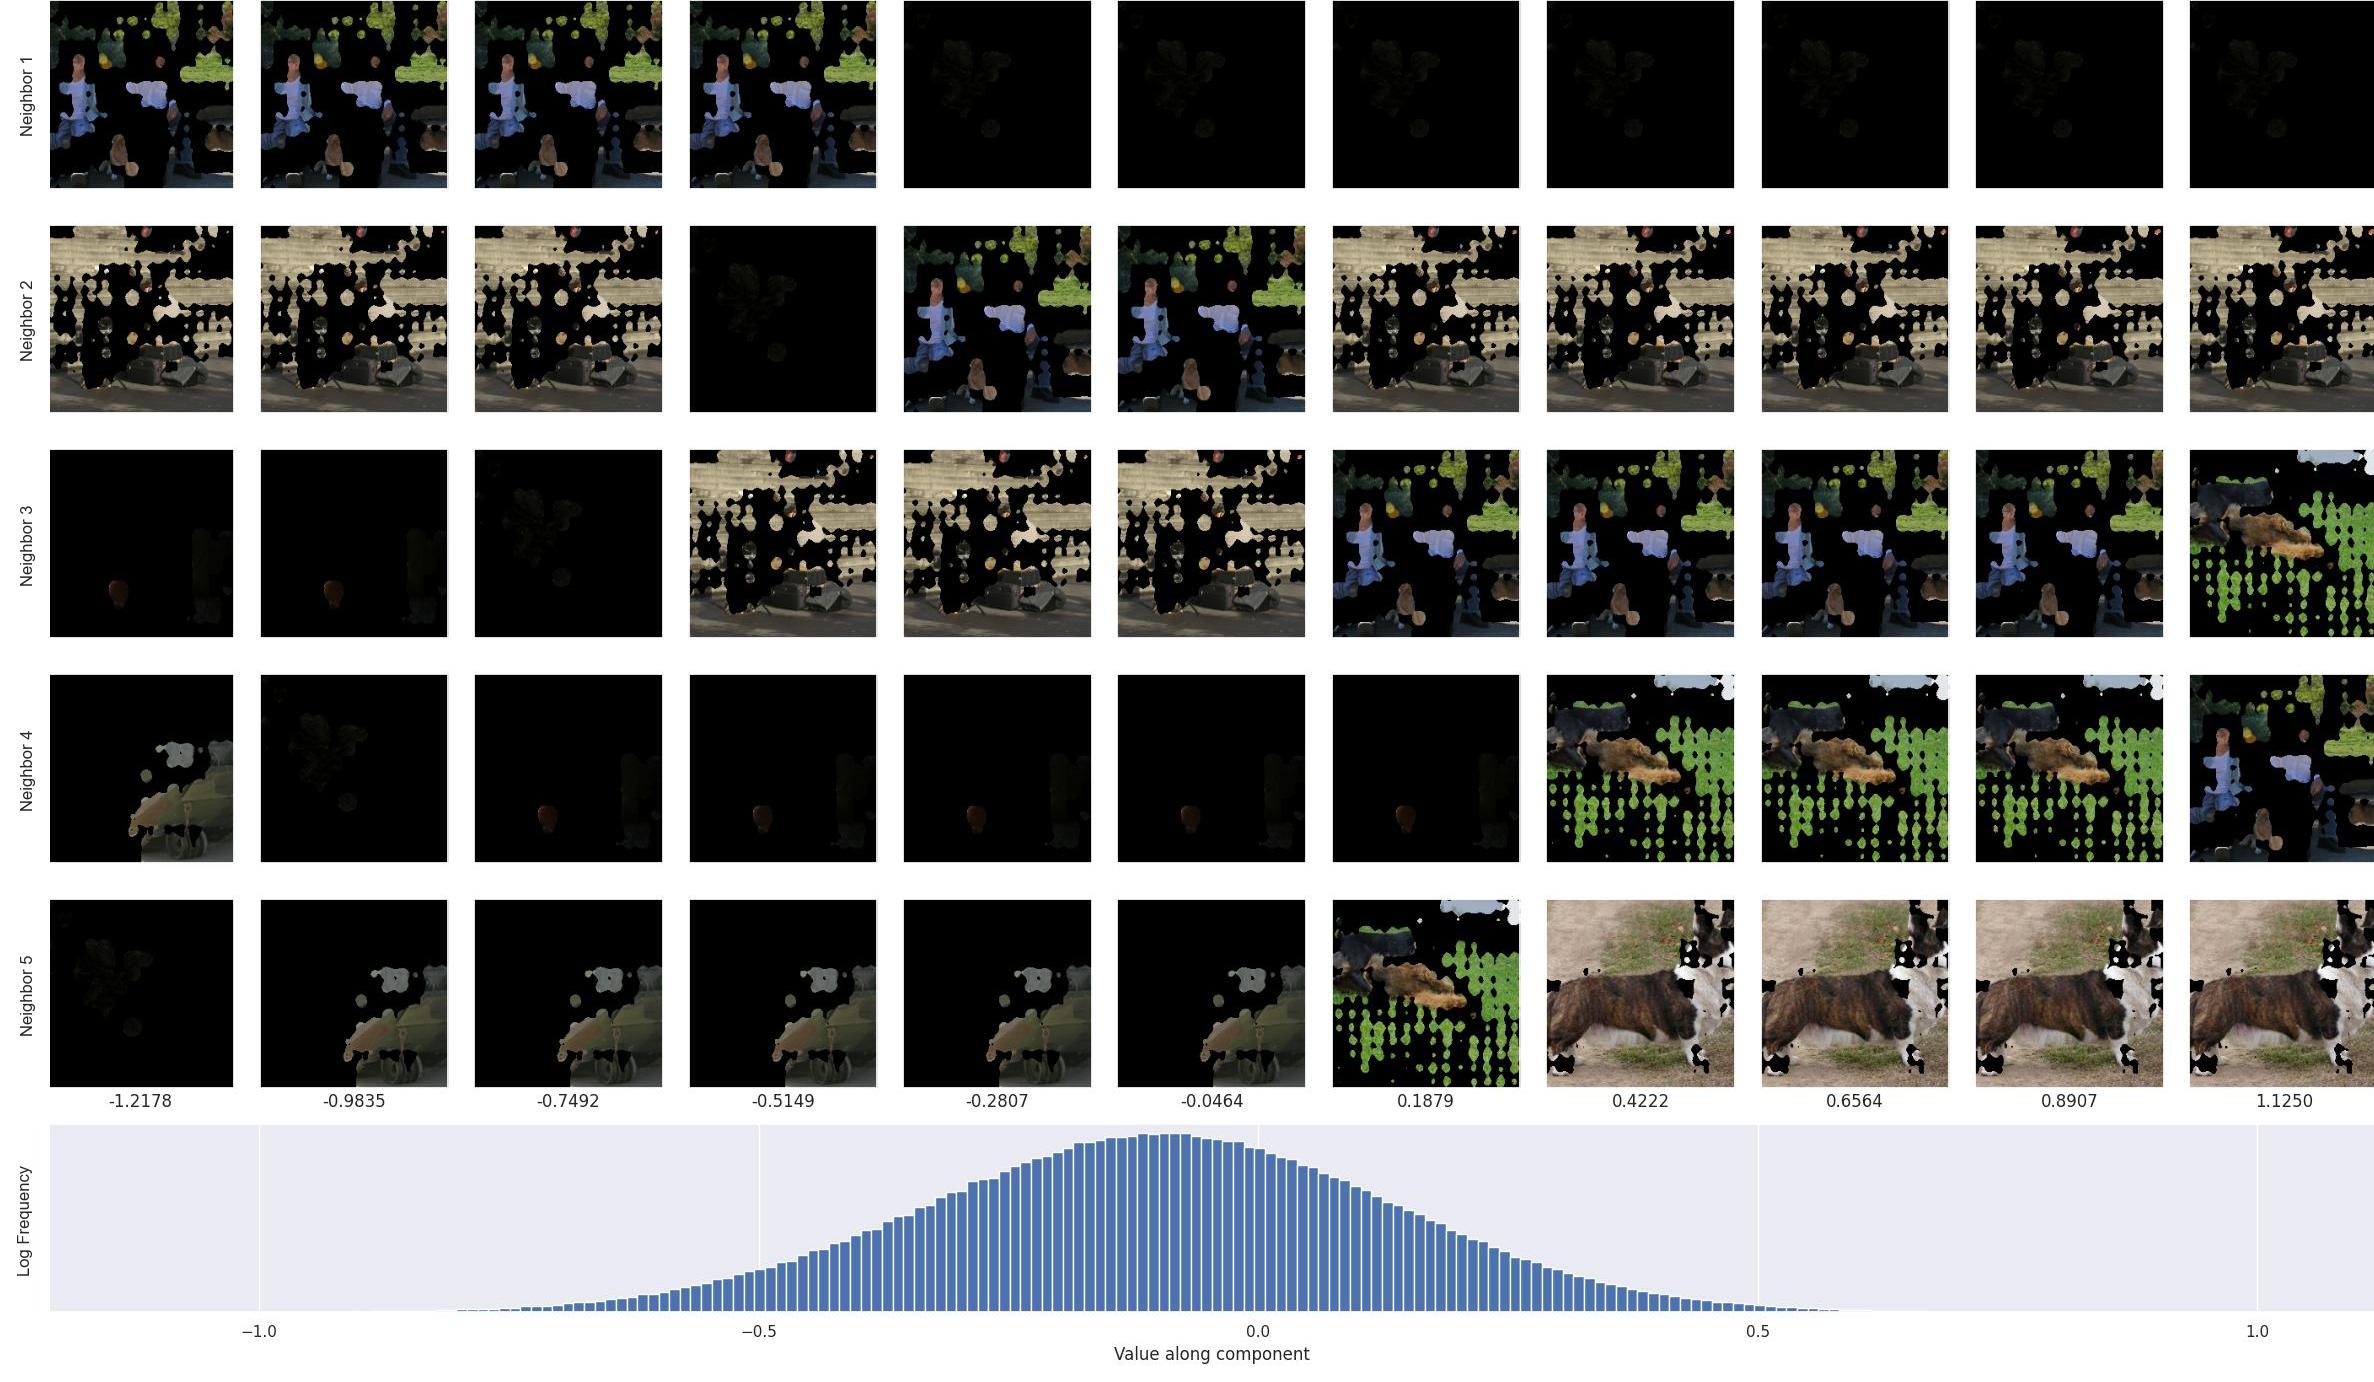 Neighbor 1
Neighbor 2
Neighbor 3
Neighbor 4
Neighbor 5
-1.2178 -0.9835 -0.7492 -0.5149 -0.2807 -0.0464 0.1879 0.4222 0.6564 0.8907 1.1250
Log Frequency
−1.0 −0.5 0.0 0.5 1.0
Value along component